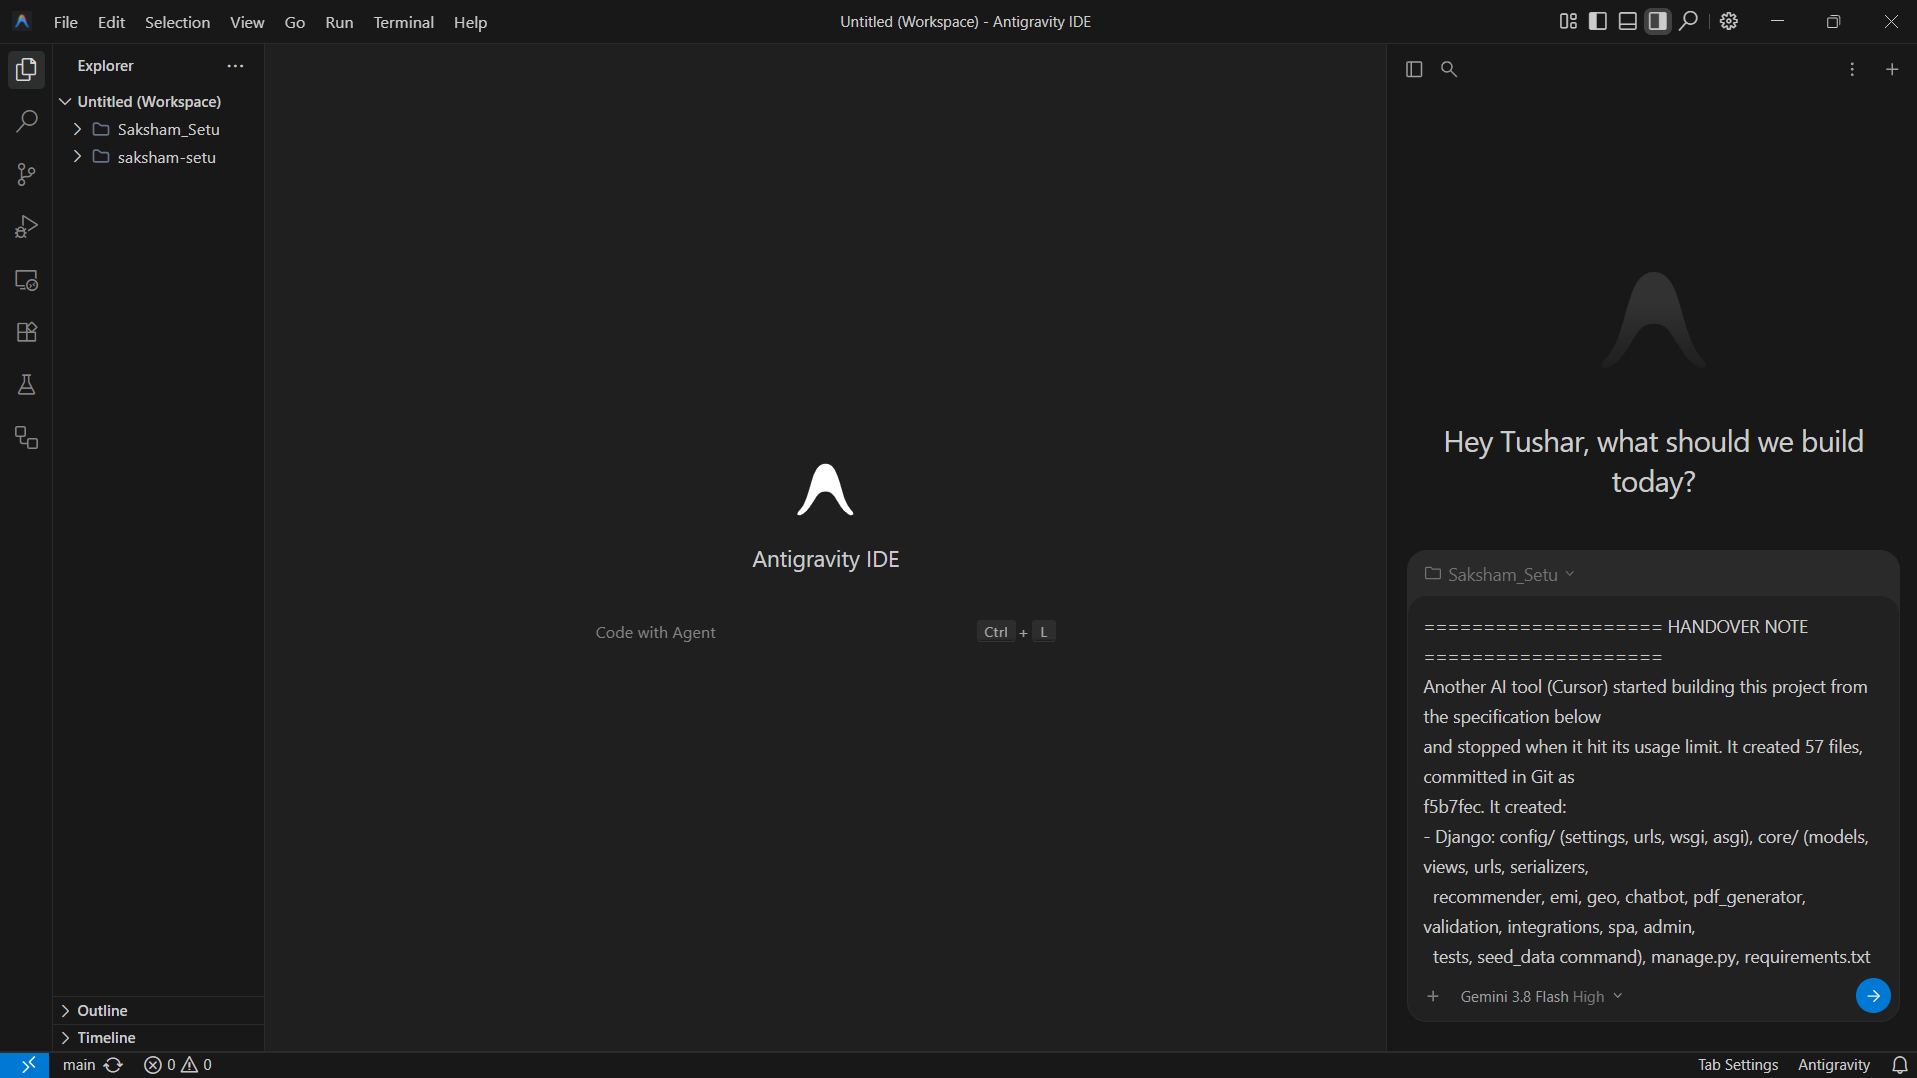 File Edit Selection View Go Run Terminal Help
Untitled (Workspace) - Antigravity IDE
Explorer
Untitled (Workspace)
Saksham_Setu
saksham-setu
Outline
Timeline
Antigravity IDE
Code with Agent
Ctrl + L
Hey Tushar, what should we build
today?
Saksham_Setu
==================== HANDOVER NOTE
====================
Another AI tool (Cursor) started building this project from
the specification below
and stopped when it hit its usage limit. It created 57 files,
committed in Git as
f5b7fec. It created:
- Django: config/ (settings, urls, wsgi, asgi), core/ (models,
views, urls, serializers,
recommender, emi, geo, chatbot, pdf_generator,
validation, integrations, spa, admin,
tests, seed_data command), manage.py, requirements.txt
Gemini 3.8 Flash High
main
0 0
Tab Settings
Antigravity